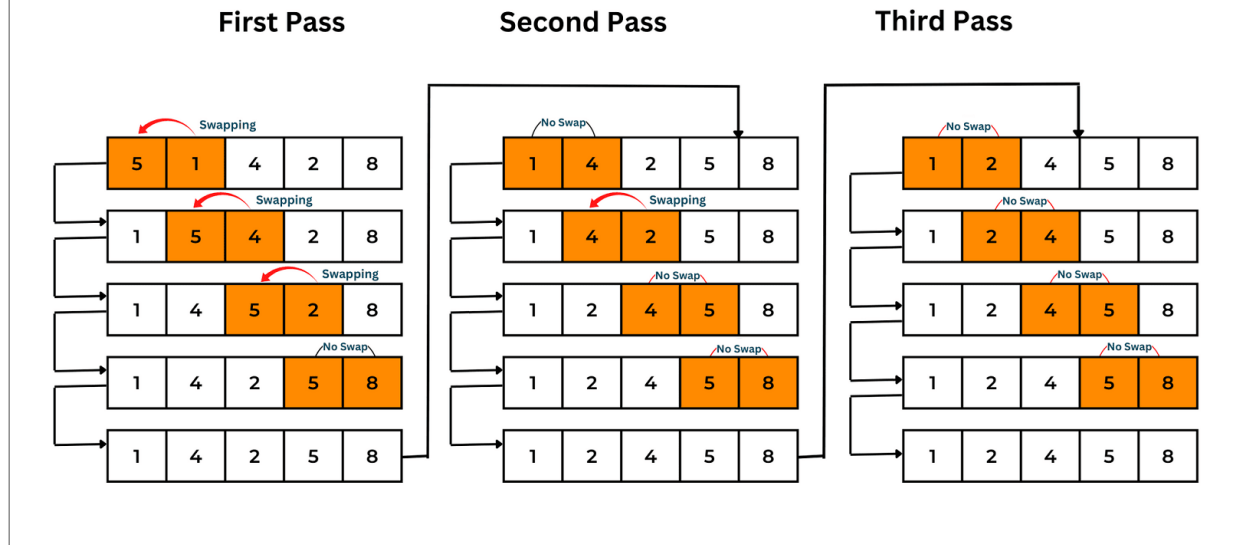 First Pass
Second Pass
Third Pass
Swapping
5 1 4 2 8
Swapping
1 5 4 2 8
Swapping
1 4 5 2 8
No Swap
1 4 2 5 8
1 4 2 5 8
No Swap
1 4 2 5 8
Swapping
1 4 2 5 8
No Swap
1 2 4 5 8
No Swap
1 2 4 5 8
1 2 4 5 8
No Swap
1 2 4 5 8
No Swap
1 2 4 5 8
No Swap
1 2 4 5 8
No Swap
1 2 4 5 8
1 2 4 5 8